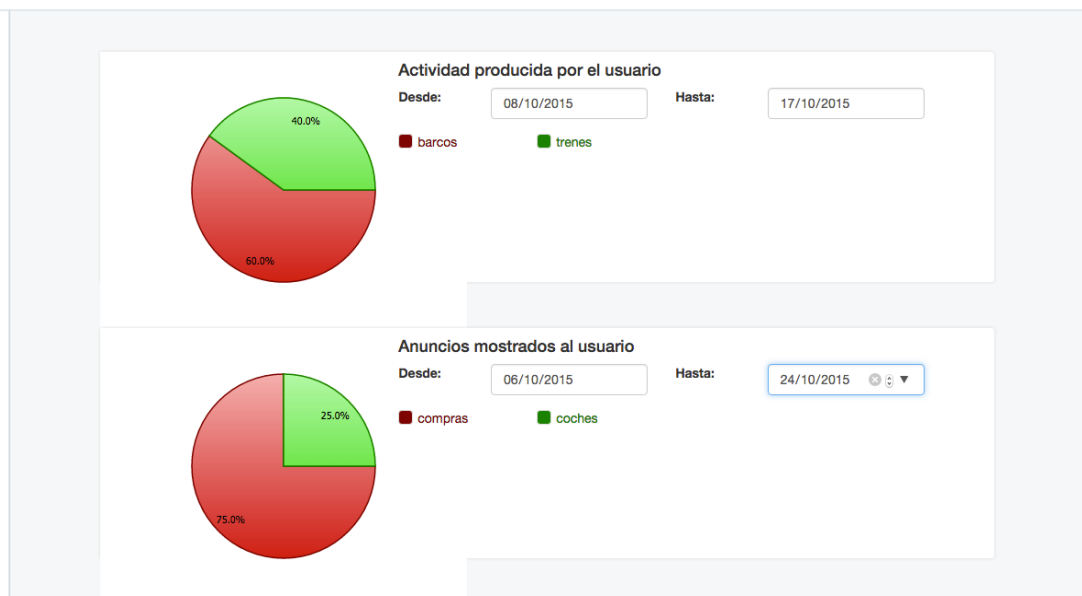 Actividad producida por el usuario
Desde: 08/10/2015 Hasta: 17/10/2015
barcos trenes
40.0%
60.0%
Anuncios mostrados al usuario
Desde: 06/10/2015 Hasta: 24/10/2015
compras coches
25.0%
75.0%